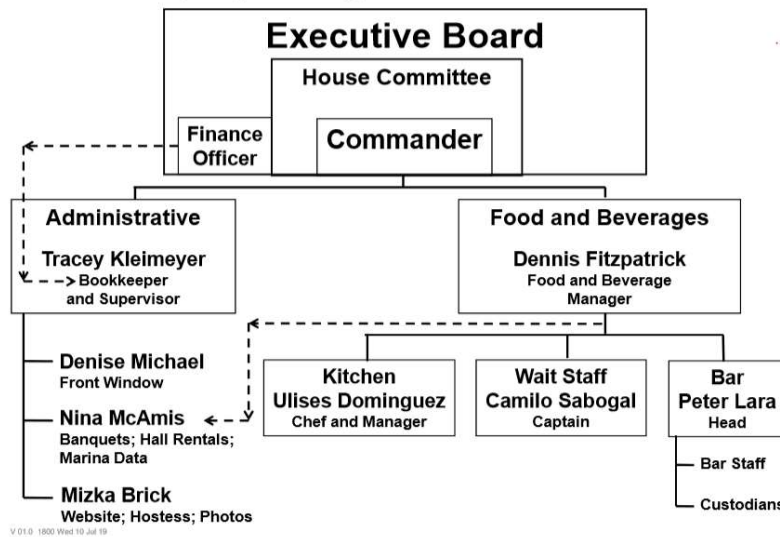 Executive Board
House Committee
Finance
Officer
Commander
Administrative
Tracey Kleimeyer
Bookkeeper
and Supervisor
Food and Beverages
Dennis Fitzpatrick
Food and Beverage
Manager
Denise Michael
Front Window
Nina McAmis
Banquets; Hall Rentals;
Marina Data
Mizka Brick
Website; Hostess; Photos
Kitchen
Ulises Dominguez
Chef and Manager
Wait Staff
Camilo Sabogal
Captain
Bar
Peter Lara
Head
Bar Staff
Custodians
V 01.0 1800 Wed 10 Jul 19